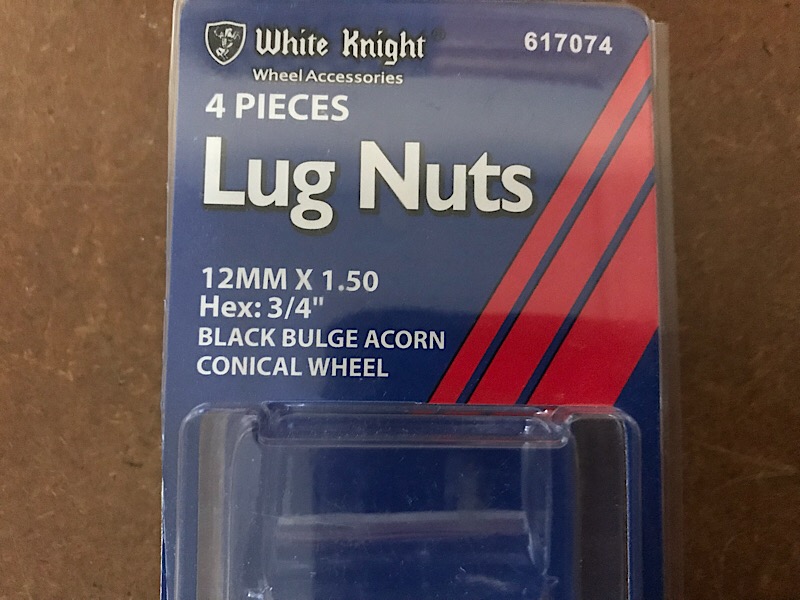 White Knight® 617074
Wheel Accessories
4 PIECES
Lug Nuts
12MM X 1.50
Hex: 3/4"
BLACK BULGE ACORN
CONICAL WHEEL